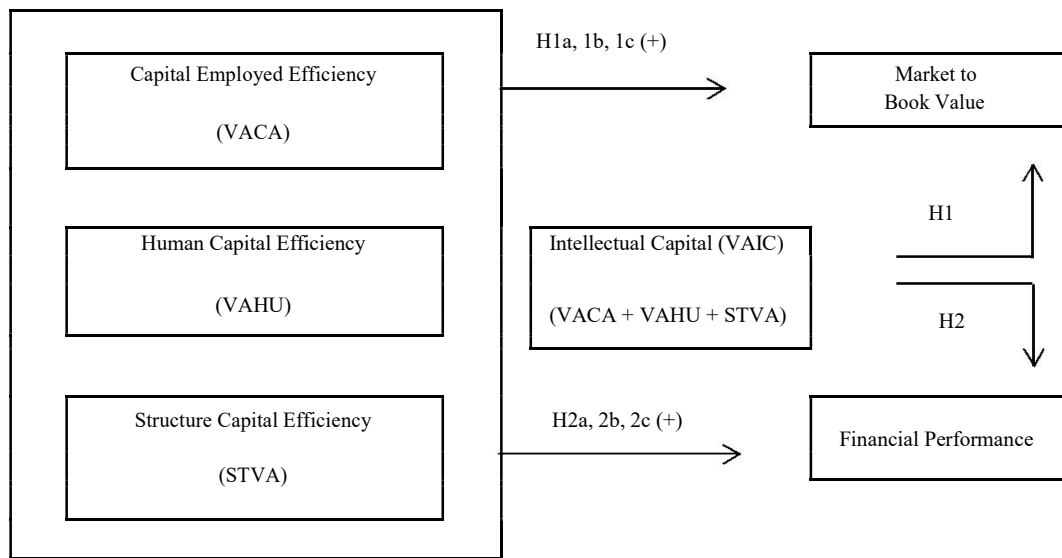 Capital Employed Efficiency
(VACA)
Human Capital Efficiency
(VAHU)
Structure Capital Efficiency
(STVA)
H1a, 1b, 1c (+)
Intellectual Capital (VAIC)
(VACA + VAHU + STVA)
H2a, 2b, 2c (+)
Market to
Book Value
H1
H2
Financial Performance